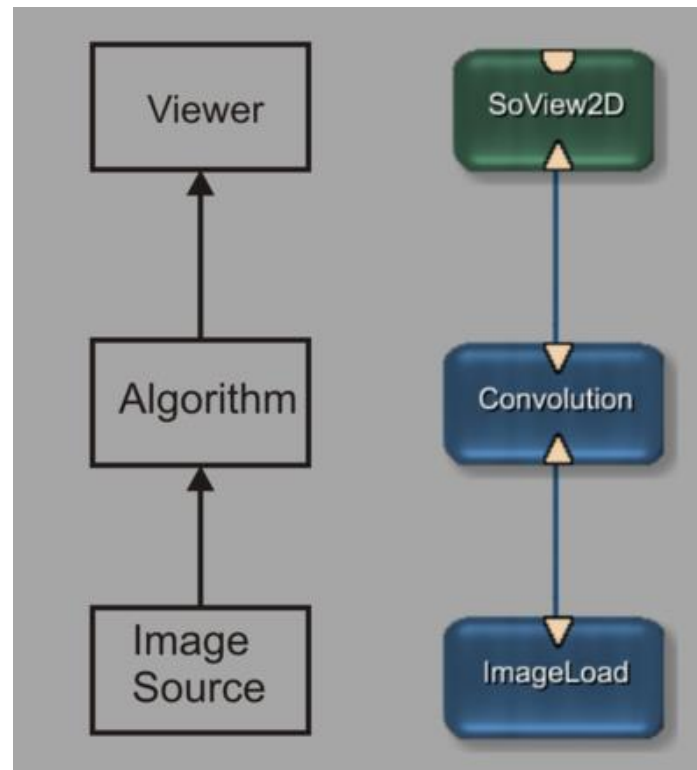 Viewer
SoView2D
Algorithm
Convolution
Image
Source
ImageLoad